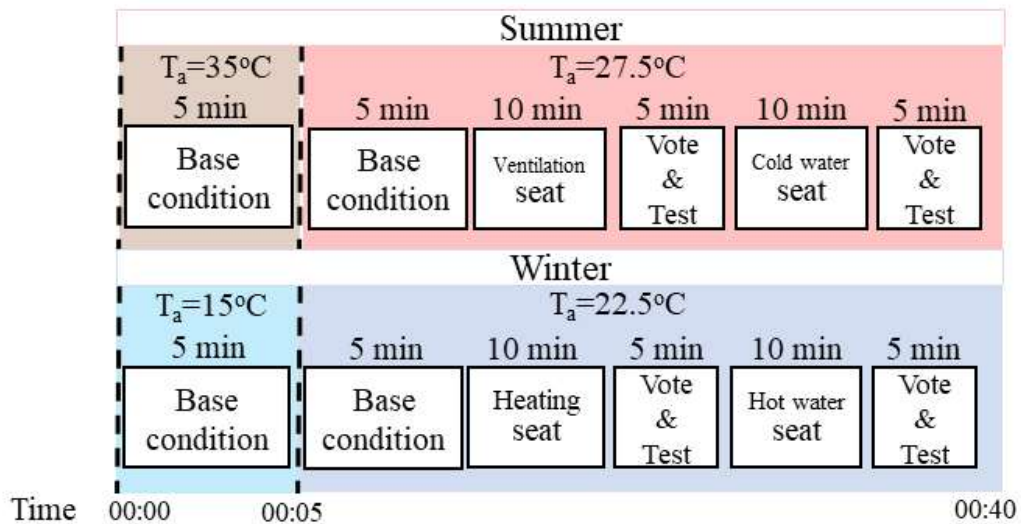 Summer
Tₐ=35°C
Tₐ=27.5°C
5 min
5 min
10 min
5 min
10 min
5 min
Base
condition
Base
condition
Ventilation
seat
Vote
&
Test
Cold water
seat
Vote
&
Test
Winter
Tₐ=15°C
Tₐ=22.5°C
5 min
5 min
10 min
5 min
10 min
5 min
Base
condition
Base
condition
Heating
seat
Vote
&
Test
Hot water
seat
Vote
&
Test
Time
00:00
00:05
00:40